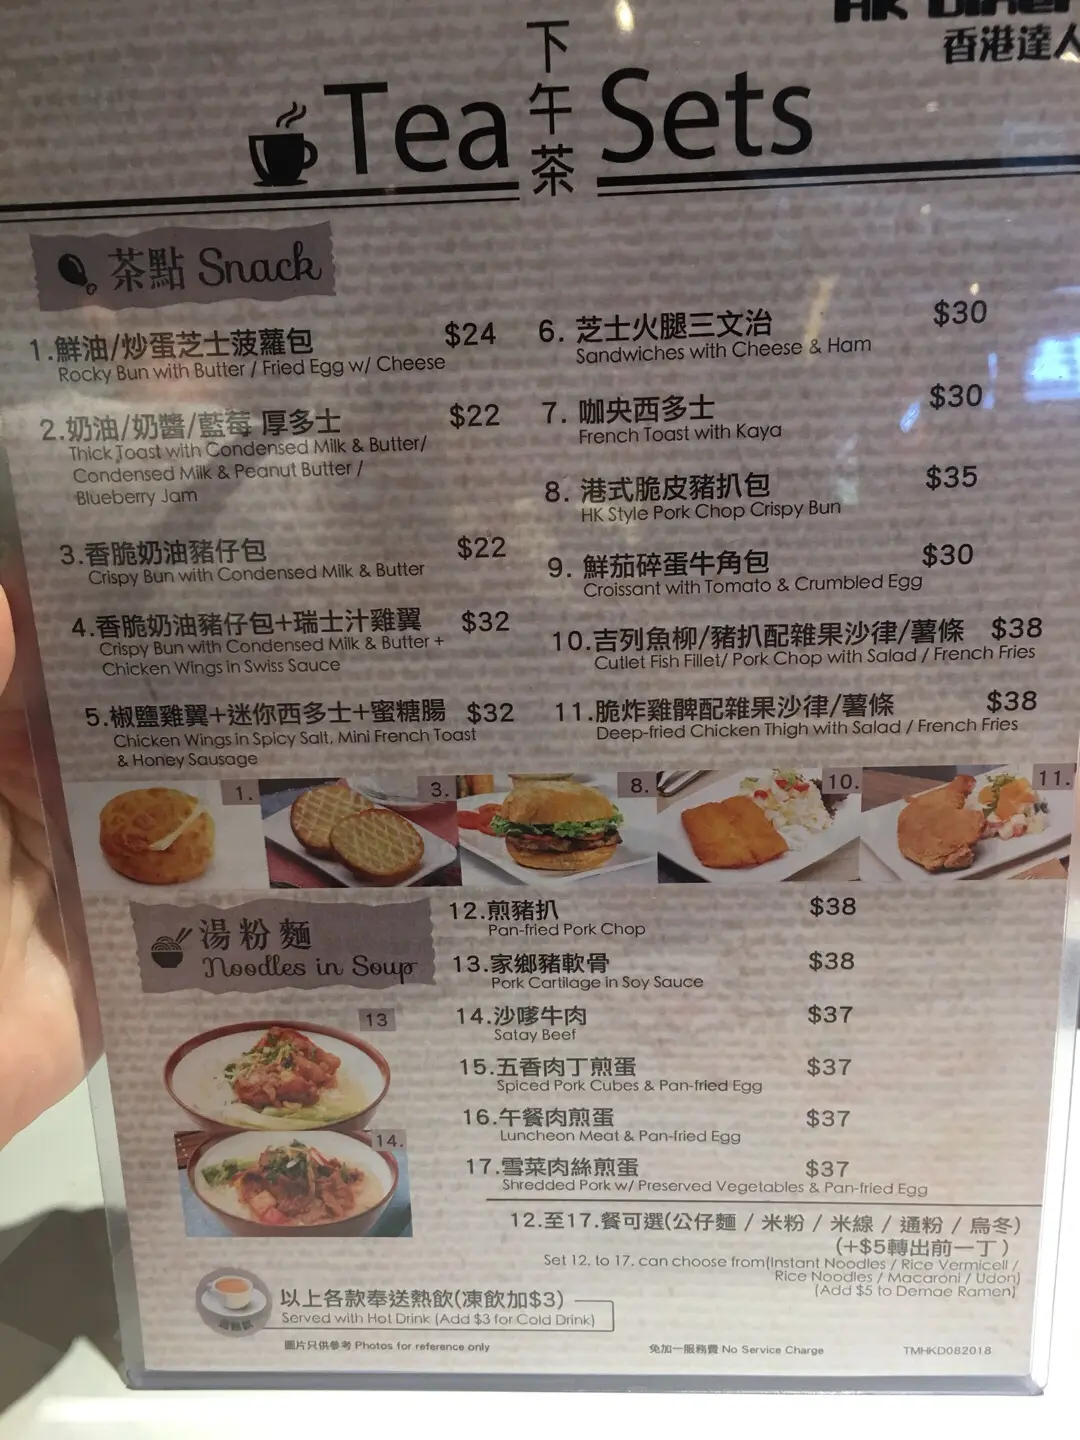 HK Diner
香港達人
Tea 下午茶 Sets
茶點 Snack
1.鮮油/炒蛋芝士菠蘿包 $24
Rocky Bun with Butter / Fried Egg w/ Cheese
2.奶油/奶醬/藍莓 厚多士 $22
Thick Toast with Condensed Milk & Butter/
Condensed Milk & Peanut Butter /
Blueberry Jam
3.香脆奶油豬仔包 $22
Crispy Bun with Condensed Milk & Butter
4.香脆奶油豬仔包+瑞士汁雞翼 $32
Crispy Bun with Condensed Milk & Butter +
Chicken Wings in Swiss Sauce
5.椒鹽雞翼+迷你西多士+蜜糖腸 $32
Chicken Wings in Spicy Salt, Mini French Toast
& Honey Sausage
6. 芝士火腿三文治 $30
Sandwiches with Cheese & Ham
7. 咖央西多士 $30
French Toast with Kaya
8. 港式脆皮豬扒包 $35
HK Style Pork Chop Crispy Bun
9. 鮮茄碎蛋牛角包 $30
Croissant with Tomato & Crumbled Egg
10.吉列魚柳/豬扒配雜果沙律/薯條 $38
Cutlet Fish Fillet/ Pork Chop with Salad / French Fries
11.脆炸雞髀配雜果沙律/薯條 $38
Deep-fried Chicken Thigh with Salad / French Fries
1. 3. 8. 10. 11.
湯粉麵
Noodles in Soup
13
14.
12.煎豬扒 $38
Pan-fried Pork Chop
13.家鄉豬軟骨 $38
Pork Cartilage in Soy Sauce
14.沙嗲牛肉 $37
Satay Beef
15.五香肉丁煎蛋 $37
Spiced Pork Cubes & Pan-fried Egg
16.午餐肉煎蛋 $37
Luncheon Meat & Pan-fried Egg
17.雪菜肉絲煎蛋 $37
Shredded Pork w/ Preserved Vegetables & Pan-fried Egg
12.至17.餐可選(公仔麵 / 米粉 / 米線 / 通粉 / 烏冬)
(+$5轉出前一丁)
Set 12. to 17. can choose from(Instant Noodles / Rice Vermicell /
Rice Noodles / Macaroni / Udon)
(Add $5 to Demae Ramen)
以上各款奉送熱飲(凍飲加$3)
Served with Hot Drink (Add $3 for Cold Drink)
圖片只供參考 Photos for reference only
免加一服務費 No Service Charge
TMHKD082018